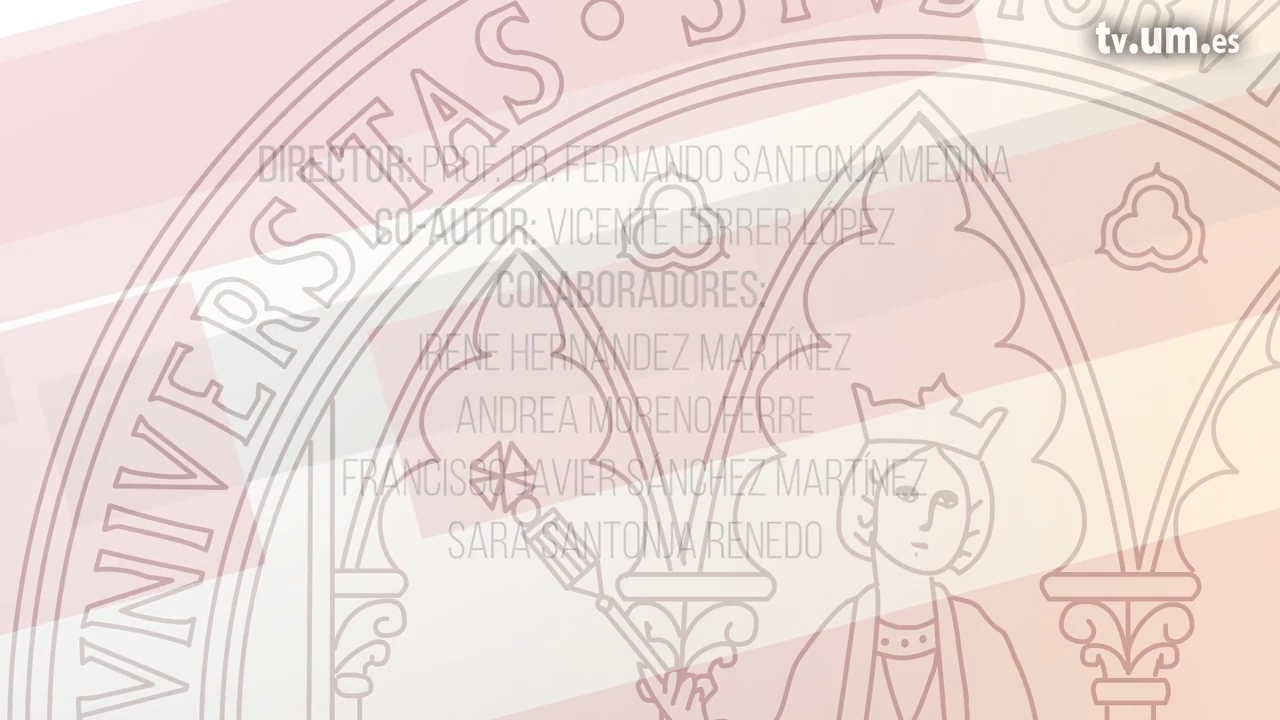 tv.um.es
VNIVERSITAS
DIRECTOR: PROF. DR. FERNANDO SANTONJA MEDINA
CO-AUTOR: VICENTE FERRER LÓPEZ
COLABORADORES:
IRENE HERNÁNDEZ MARTÍNEZ
ANDREA MORENO FERRE
FRANCISCO JAVIER SÁNCHEZ MARTÍNEZ
SARA SANTONJA RENEDO